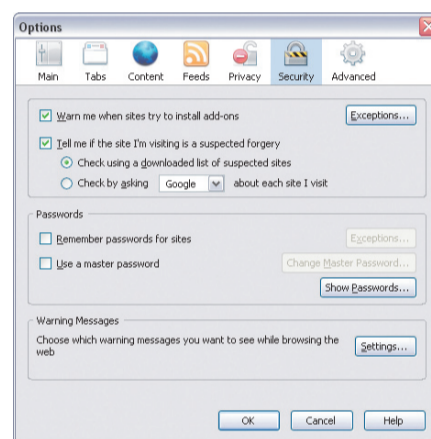 Options
Main Tabs Content Feeds Privacy Security Advanced
Warn me when sites try to install add-ons Exceptions...
Tell me if the site I'm visiting is a suspected forgery
Check using a downloaded list of suspected sites
Check by asking Google about each site I visit
Passwords
Remember passwords for sites Exceptions...
Use a master password Change Master Password...
Show Passwords...
Warning Messages
Choose which warning messages you want to see while browsing the
web Settings...
OK Cancel Help